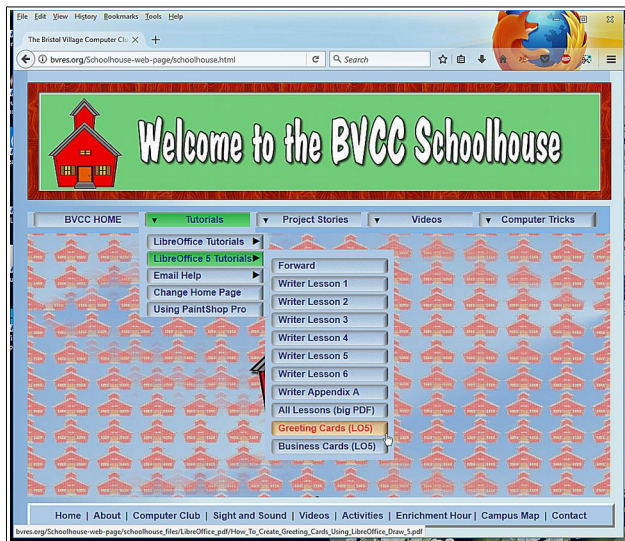 File Edit View History Bookmarks Tools Help
The Bristol Village Computer Clu
bvres.org/Schoolhouse-web-page/schoolhouse.html
Search
Welcome to the BVCC Schoolhouse
BVCC HOME Tutorials Project Stories Videos Computer Tricks
LibreOffice Tutorials
LibreOffice 5 Tutorials
Email Help
Change Home Page
Using PaintShop Pro
Forward
Writer Lesson 1
Writer Lesson 2
Writer Lesson 3
Writer Lesson 4
Writer Lesson 5
Writer Lesson 6
Writer Appendix A
All Lessons (big PDF)
Greeting Cards (LO5)
Business Cards (LO5)
Home | About | Computer Club | Sight and Sound | Videos | Activities | Enrichment Hour | Campus Map | Contact
bvres.org/Schoolhouse-web-page/schoolhouse_files/LibreOffice_pdf/How_To_Create_Greeting_Cards_Using_LibreOffice_Draw_5.pdf